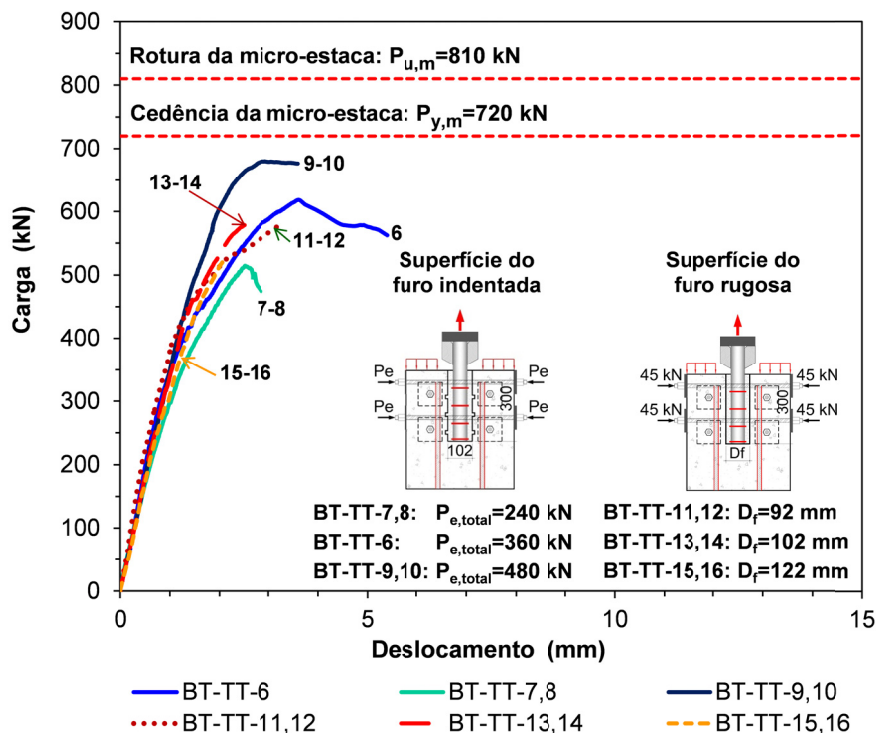 900
800
700
600
500
400
300
200
100
0
Carga (kN)
Rotura da micro-estaca: Pu,m=810 kN
Cedência da micro-estaca: Py,m=720 kN
9-10
13-14
6
11-12
7-8
15-16
Superfície do
furo indentada
Pe
Pe
Pe
Pe
300
102
Superfície do
furo rugosa
45 kN
45 kN
45 kN
45 kN
300
Df
BT-TT-7,8: Pe,total=240 kN
BT-TT-6: Pe,total=360 kN
BT-TT-9,10: Pe,total=480 kN
BT-TT-11,12: Df=92 mm
BT-TT-13,14: Df=102 mm
BT-TT-15,16: Df=122 mm
0 5 10 15
Deslocamento (mm)
BT-TT-6 BT-TT-7,8 BT-TT-9,10
BT-TT-11,12 BT-TT-13,14 BT-TT-15,16